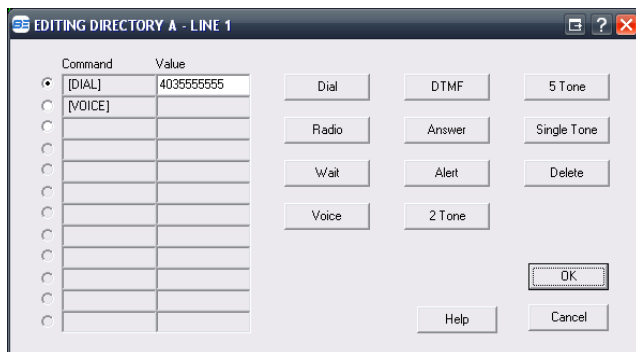 EDITING DIRECTORY A - LINE 1
Command Value
[DIAL] 4035555555
[VOICE]
Dial DTMF 5 Tone
Radio Answer Single Tone
Wait Alert Delete
Voice 2 Tone
OK
Help Cancel